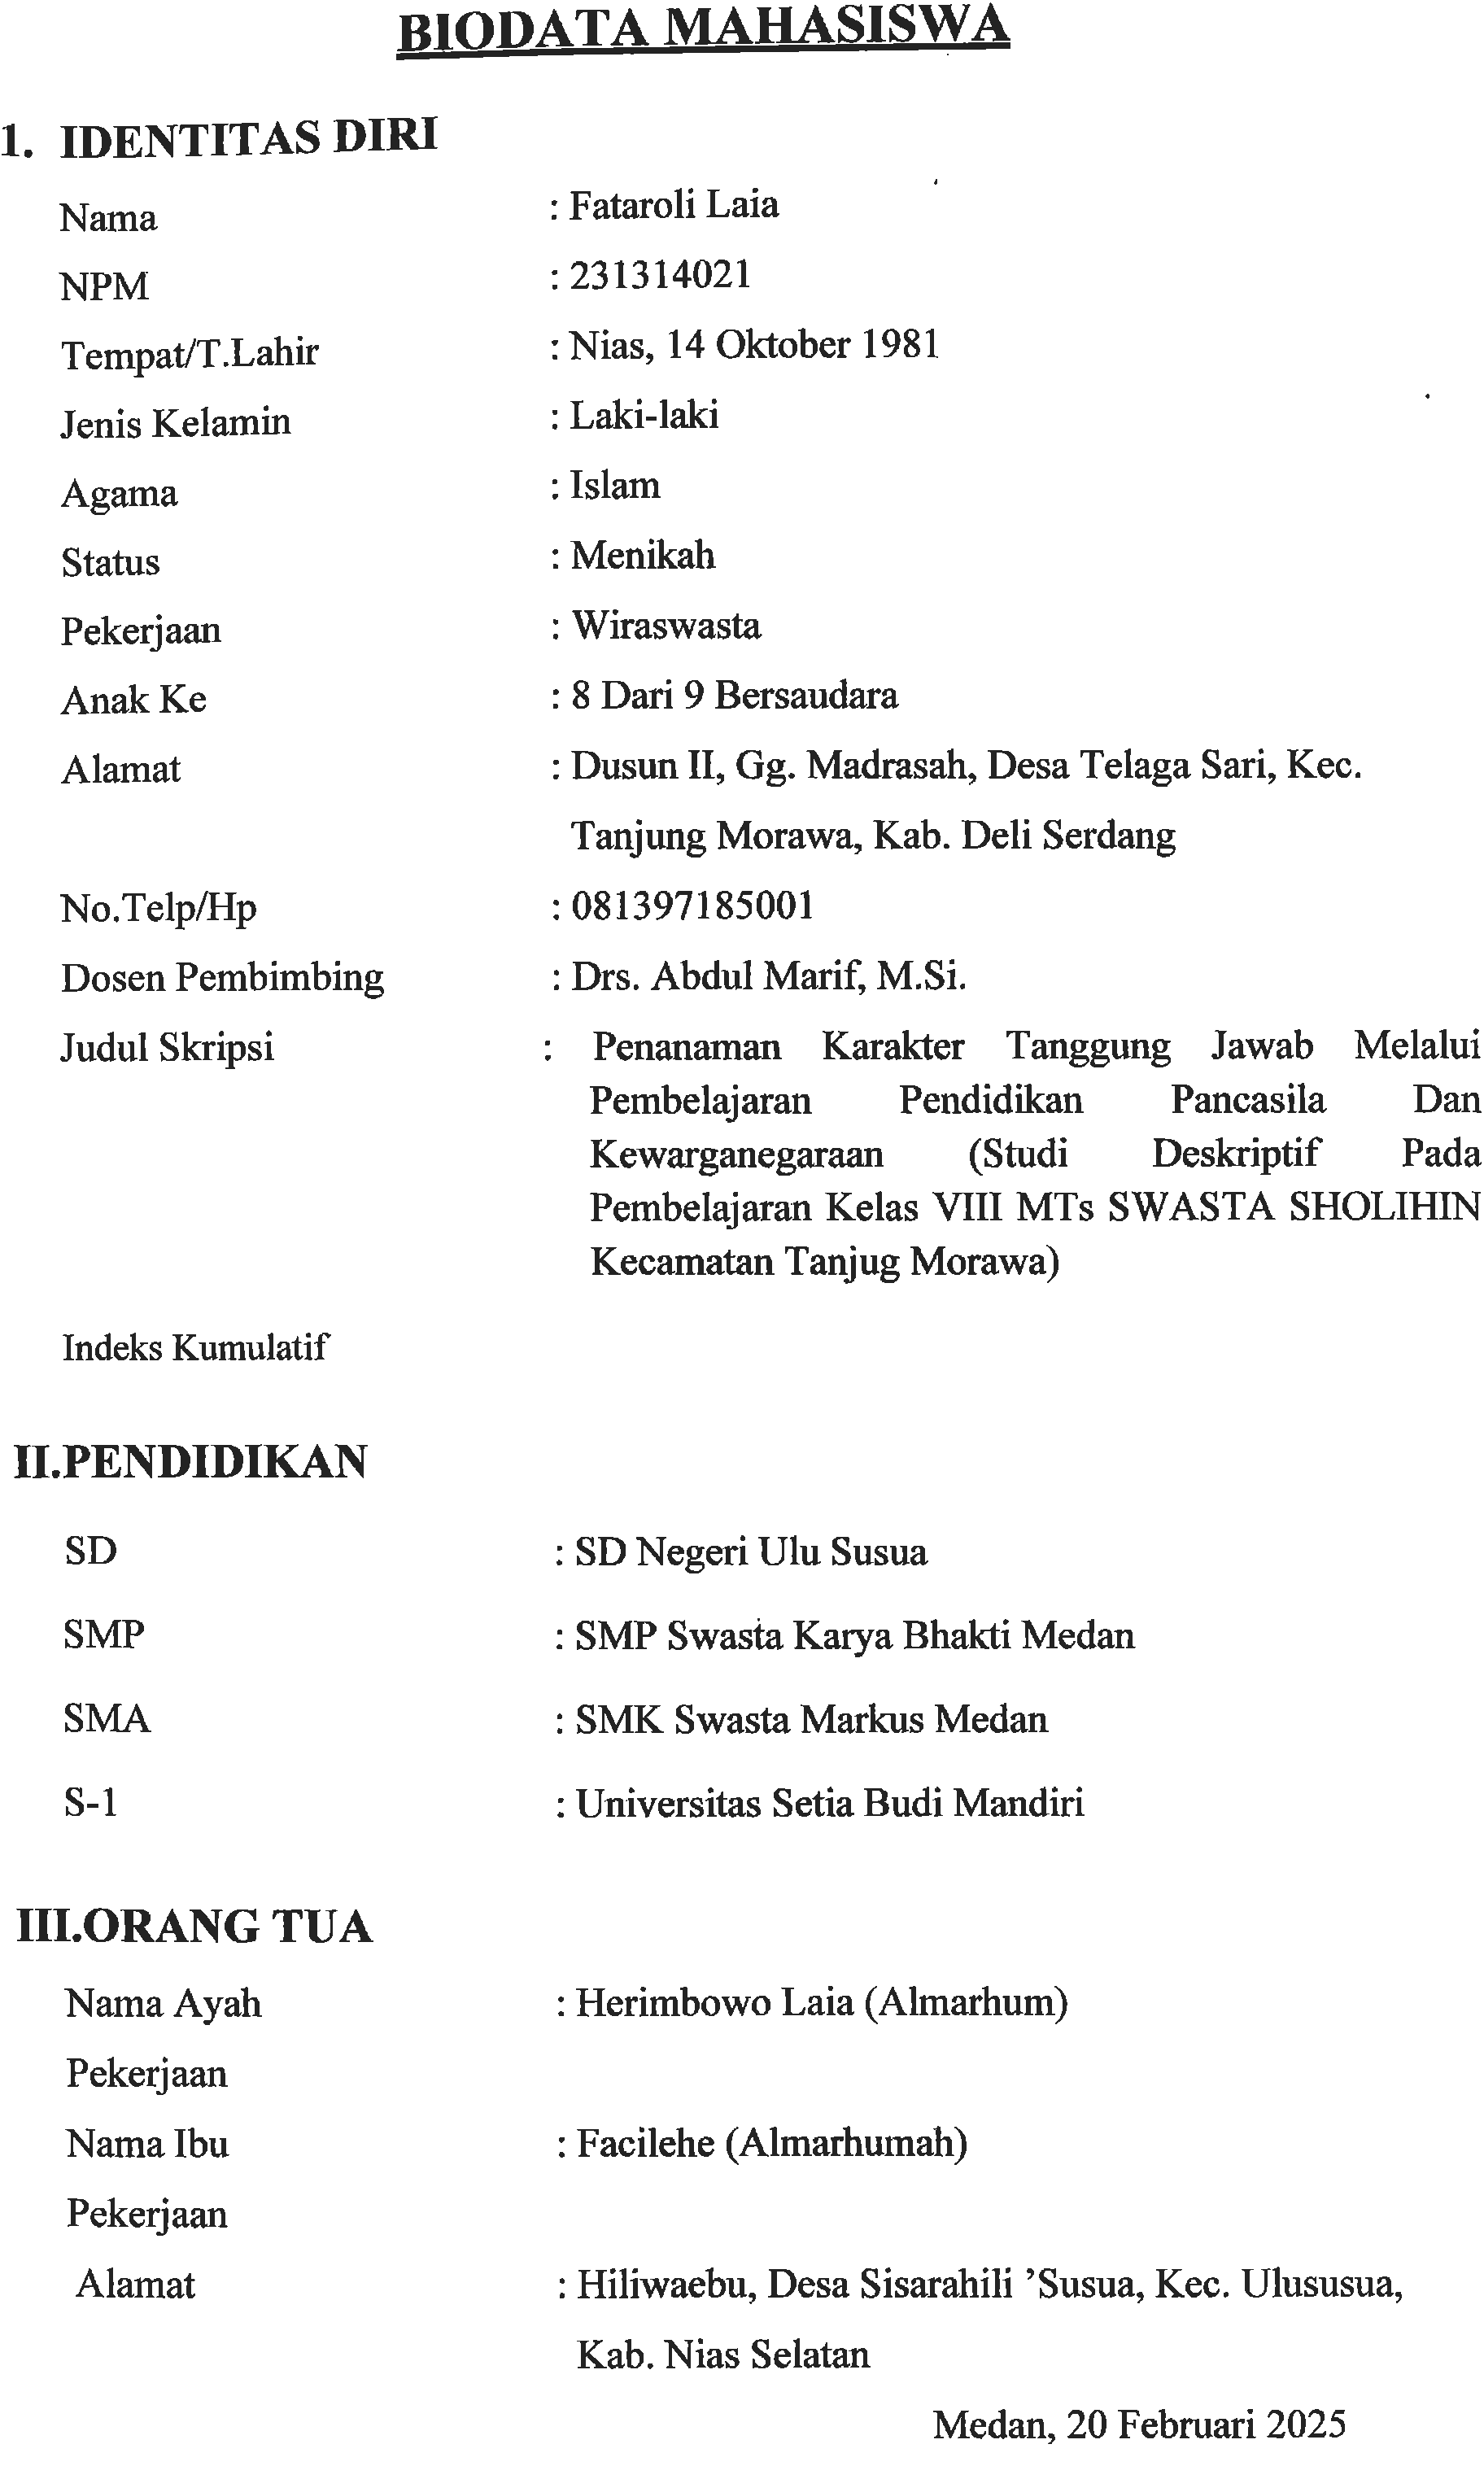 BIODATA MAHASISWA
1. IDENTITAS DIRI
Nama : Fataroli Laia
NPM : 231314021
Tempat/T.Lahir : Nias, 14 Oktober 1981
Jenis Kelamin : Laki-laki
Agama : Islam
Status : Menikah
Pekerjaan : Wiraswasta
Anak Ke : 8 Dari 9 Bersaudara
Alamat : Dusun II, Gg. Madrasah, Desa Telaga Sari, Kec.
Tanjung Morawa, Kab. Deli Serdang
No.Telp/Hp : 081397185001
Dosen Pembimbing : Drs. Abdul Marif, M.Si.
Judul Skripsi : Penanaman Karakter Tanggung Jawab Melalui
Pembelajaran Pendidikan Pancasila Dan
Kewarganegaraan (Studi Deskriptif Pada
Pembelajaran Kelas VIII MTs SWASTA SHOLIHIN
Kecamatan Tanjug Morawa)
Indeks Kumulatif
II.PENDIDIKAN
SD : SD Negeri Ulu Susua
SMP : SMP Swasta Karya Bhakti Medan
SMA : SMK Swasta Markus Medan
S-1 : Universitas Setia Budi Mandiri
III.ORANG TUA
Nama Ayah : Herimbowo Laia (Almarhum)
Pekerjaan
Nama Ibu : Facilehe (Almarhumah)
Pekerjaan
Alamat : Hiliwaebu, Desa Sisarahili ’Susua, Kec. Ulususua,
Kab. Nias Selatan
Medan, 20 Februari 2025